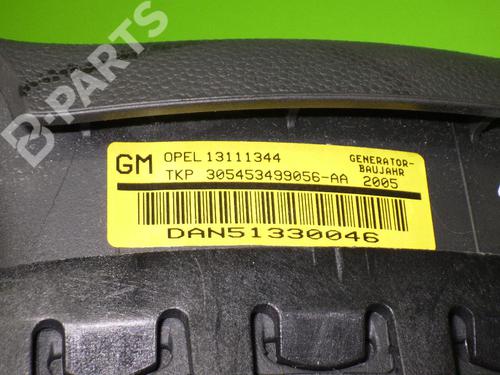 B-PARTS
GM OPEL 13111344 GENERATOR-
BAUJAHR
TKP 305453499056-AA 2005
DAN51330046